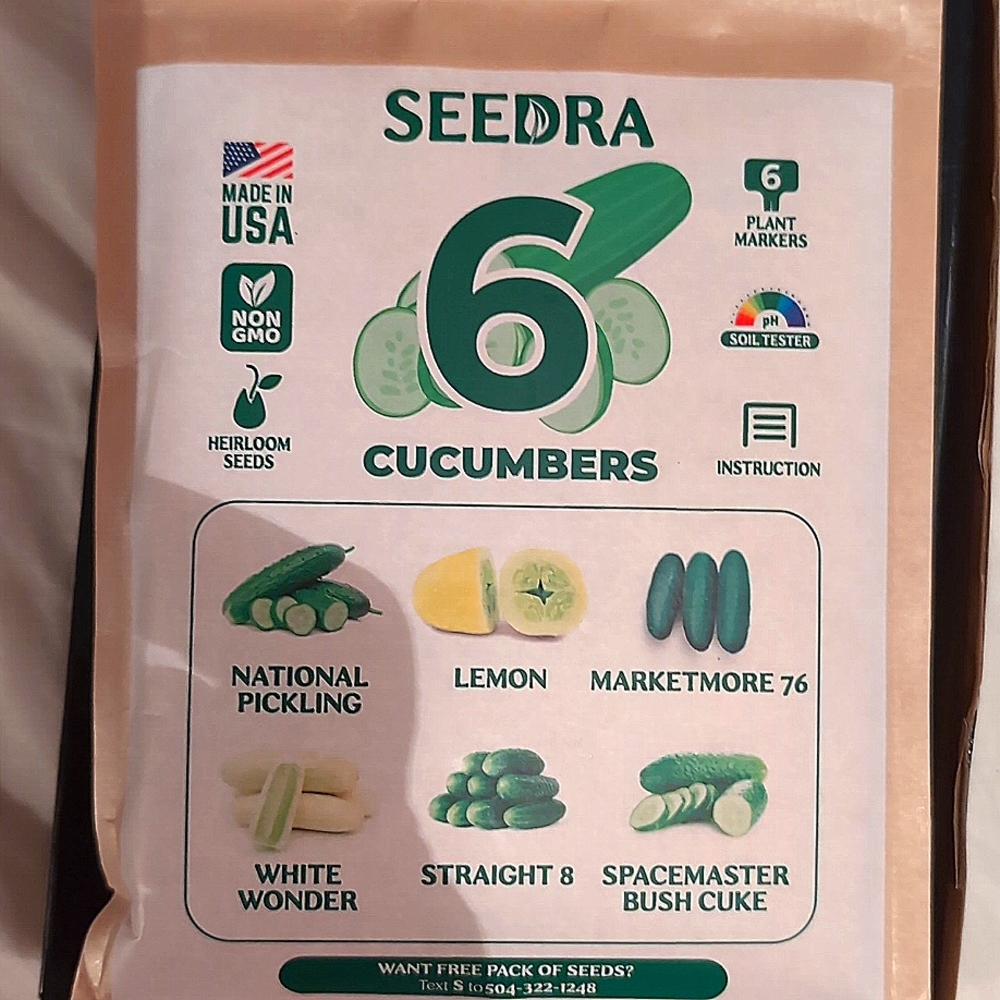 SEEDRA
MADE IN
USA
NON
GMO
HEIRLOOM
SEEDS
6
CUCUMBERS
6
PLANT
MARKERS
pH
SOIL TESTER
INSTRUCTION
NATIONAL
PICKLING
LEMON
MARKETMORE 76
WHITE
WONDER
STRAIGHT 8
SPACEMASTER
BUSH CUKE
WANT FREE PACK OF SEEDS?
Text S to 504-322-1248